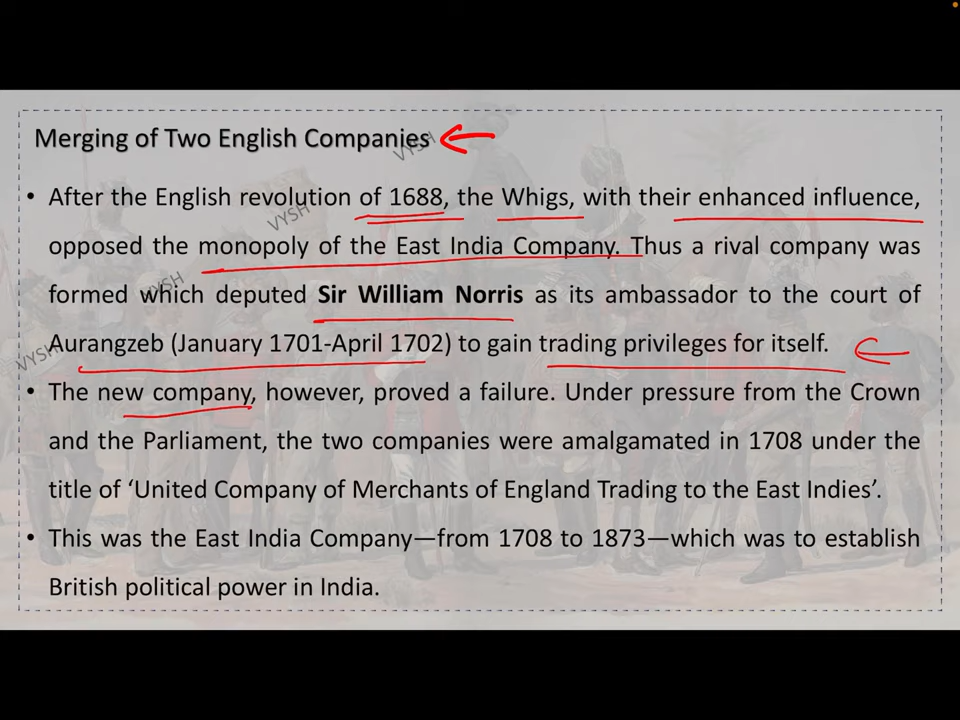 Merging of Two English Companies
VYSH
• After the English revolution of 1688, the Whigs, with their enhanced influence,
VYSH
opposed the monopoly of the East India Company. Thus a rival company was
VYSH
formed which deputed Sir William Norris as its ambassador to the court of
VYSH
Aurangzeb (January 1701-April 1702) to gain trading privileges for itself.
• The new company, however, proved a failure. Under pressure from the Crown
and the Parliament, the two companies were amalgamated in 1708 under the
title of ‘United Company of Merchants of England Trading to the East Indies’.
• This was the East India Company—from 1708 to 1873—which was to establish
British political power in India.